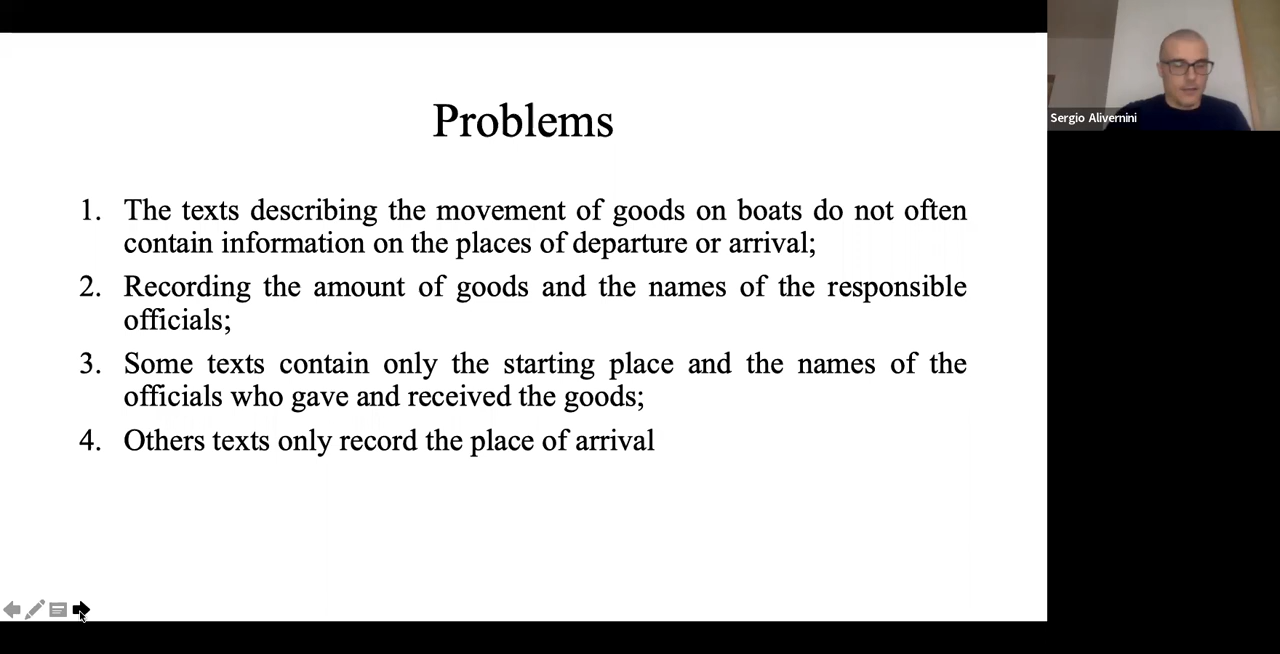 Problems
1. The texts describing the movement of goods on boats do not often
contain information on the places of departure or arrival;
2. Recording the amount of goods and the names of the responsible
officials;
3. Some texts contain only the starting place and the names of the
officials who gave and received the goods;
4. Others texts only record the place of arrival
Sergio Alivernini